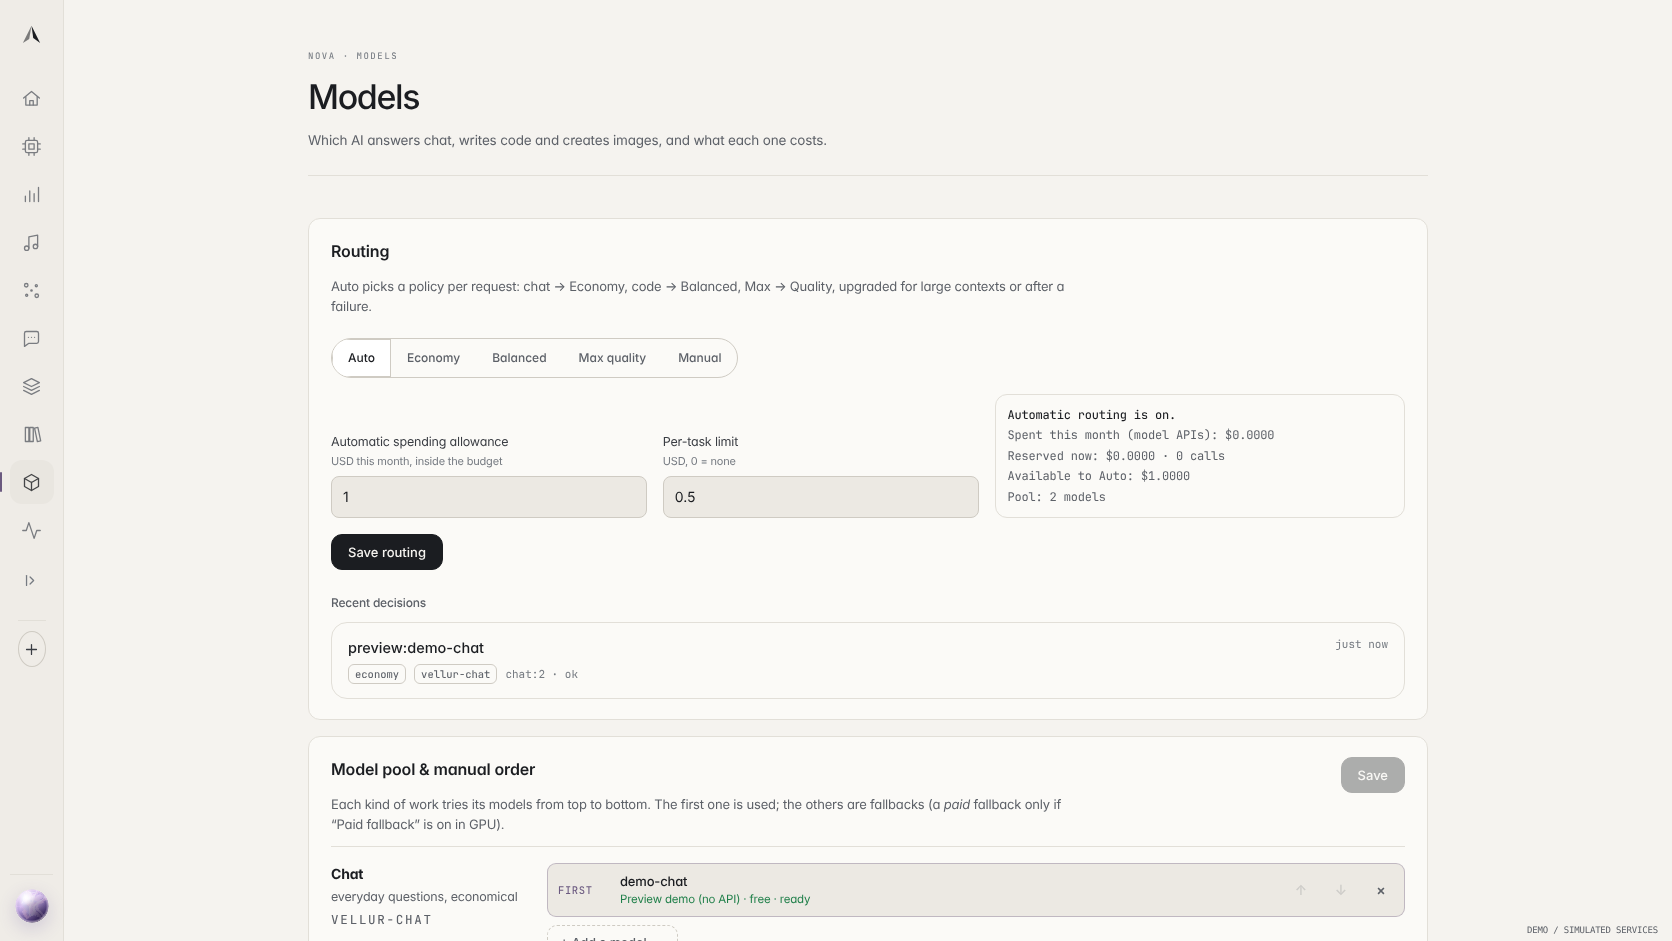 NOVA · MODELS
Models
Which AI answers chat, writes code and creates images, and what each one costs.
Routing
Auto picks a policy per request: chat → Economy, code → Balanced, Max → Quality, upgraded for large contexts or after a
failure.
Auto Economy Balanced Max quality Manual
Automatic routing is on.
Spent this month (model APIs): $0.0000
Reserved now: $0.0000 · 0 calls
Available to Auto: $1.0000
Pool: 2 models
Automatic spending allowance
USD this month, inside the budget
1
Per-task limit
USD, 0 = none
0.5
Save routing
Recent decisions
preview:demo-chat
just now
economy vellur-chat chat:2 · ok
Model pool & manual order
Save
Each kind of work tries its models from top to bottom. The first one is used; the others are fallbacks (a paid fallback only if
“Paid fallback” is on in GPU).
Chat
everyday questions, economical
VELLUR-CHAT
FIRST
demo-chat
Preview demo (no API) · free · ready
↑ ↓ ×
+ Add a model
DEMO / SIMULATED SERVICES